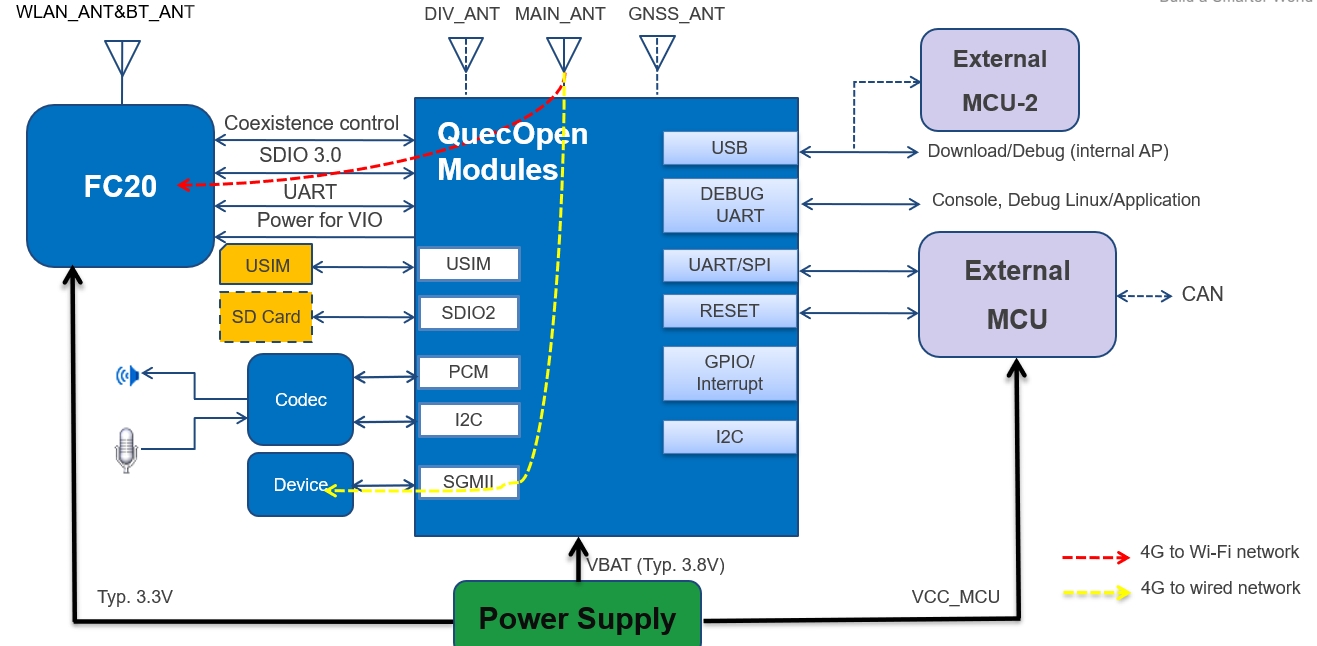 Build a Smarter World
WLAN_ANT&BT_ANT
DIV_ANT
MAIN_ANT
GNSS_ANT
External
MCU-2
Coexistence control
SDIO 3.0
UART
Power for VIO
FC20
QuecOpen
Modules
USB
Download/Debug (internal AP)
DEBUG
UART
Console, Debug Linux/Application
USIM
USIM
UART/SPI
External
MCU
CAN
SD Card
SDIO2
RESET
PCM
GPIO/
Interrupt
Codec
I2C
I2C
Device
SGMII
4G to Wi-Fi network
VBAT (Typ. 3.8V)
4G to wired network
Typ. 3.3V
VCC_MCU
Power Supply